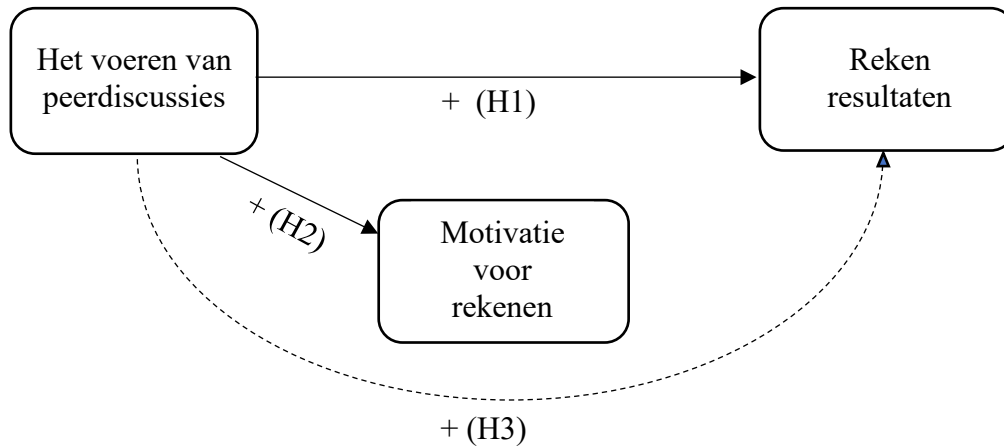 Het voeren van
peerdiscussies
+ (H1)
Reken
resultaten
+ (H2)
Motivatie
voor
rekenen
+ (H3)